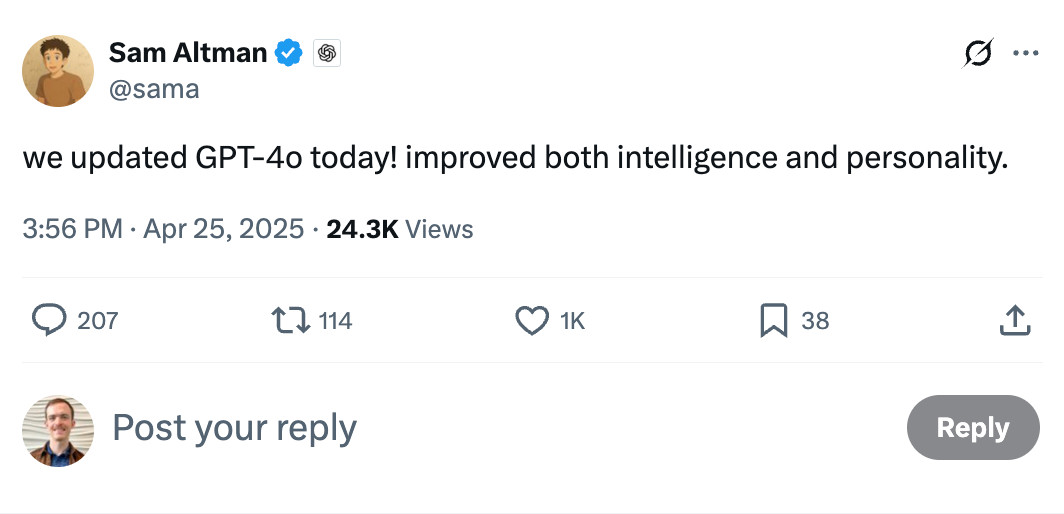 Sam Altman
@sama
we updated GPT-4o today! improved both intelligence and personality.
3:56 PM · Apr 25, 2025 · 24.3K Views
207 114 1K 38
Post your reply Reply